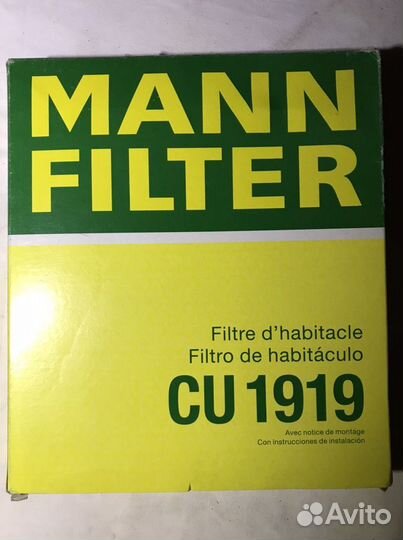 MANN
FILTER
Filtre d'habitacle
Filtro de habitáculo
CU 1919
Avec notice de montage
Con Instrucciones de instalación
Avito